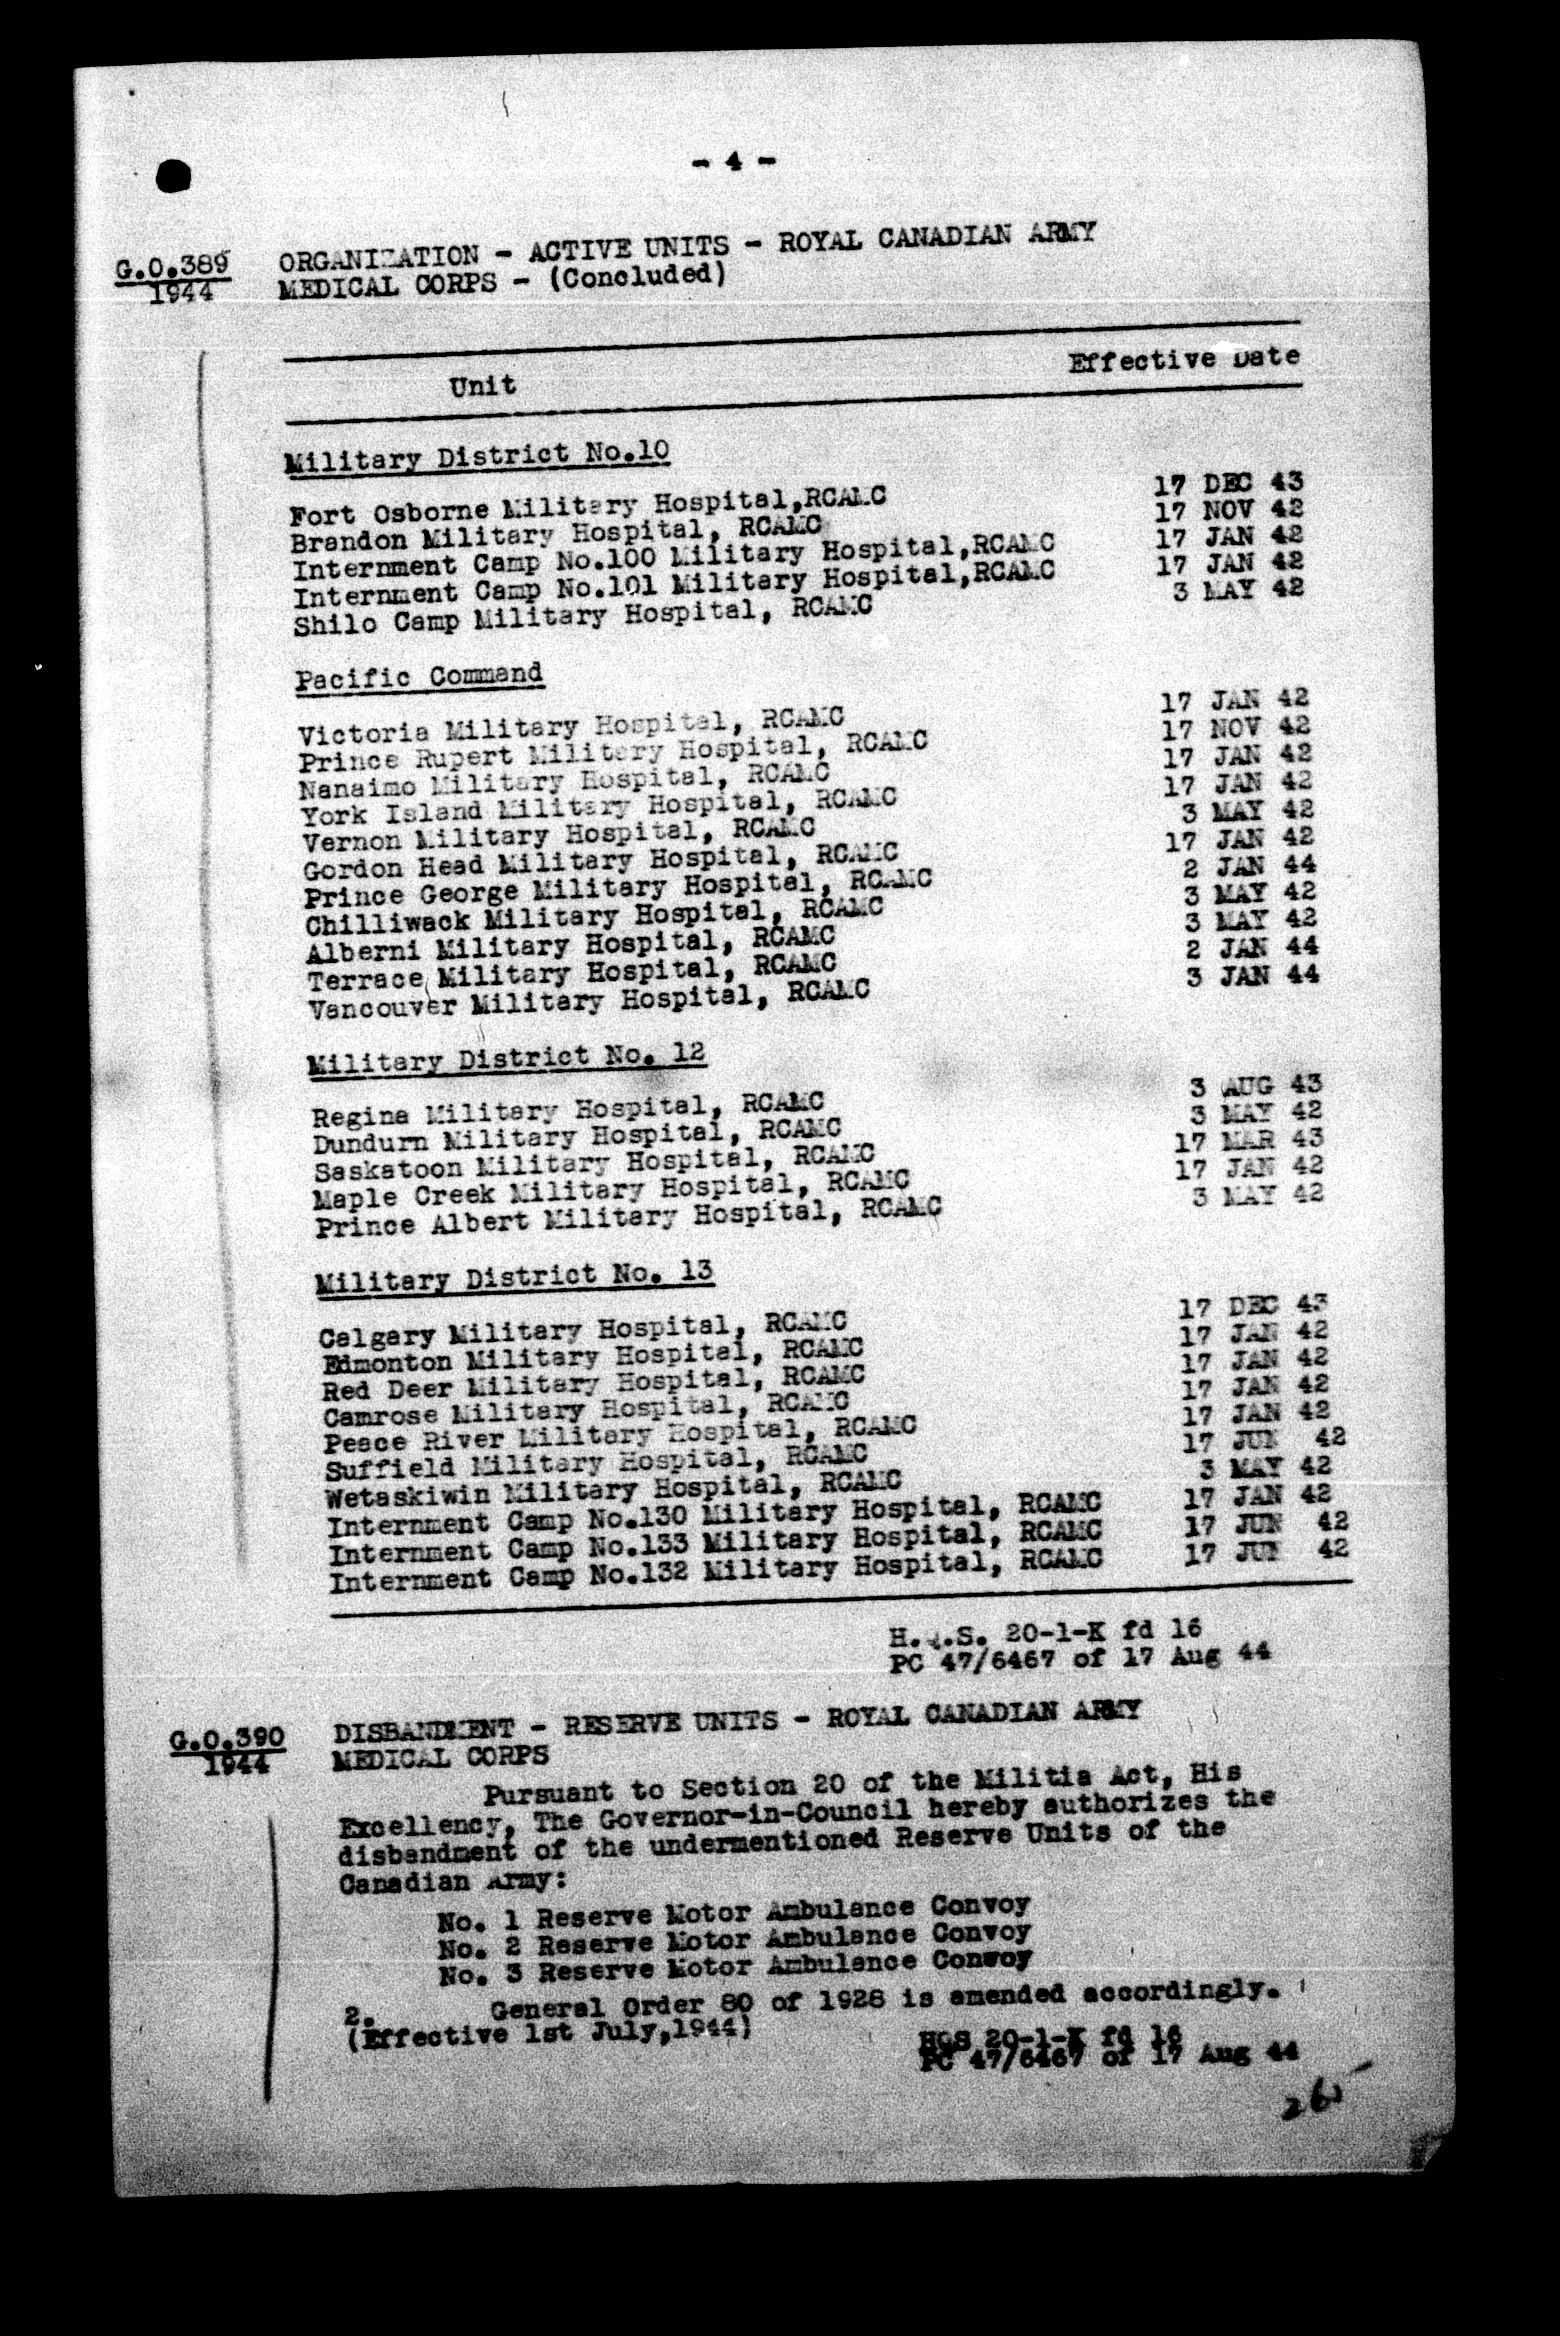 - 4 -
G.O.389
1944
ORGANIZATION - ACTIVE UNITS - ROYAL CANADIAN ARMY
MEDICAL CORPS - (Concluded)
Unit Effective Date
Military District No.10
Fort Osborne Military Hospital,RCAMC 17 DEC 43
Brandon Military Hospital, RCAMC 17 NOV 42
Internment Camp No.100 Military Hospital,RCAMC 17 JAN 42
Internment Camp No.101 Military Hospital,RCAMC 17 JAN 42
Shilo Camp Military Hospital, RCAMC 3 MAY 42
Pacific Command
Victoria Military Hospital, RCAMC 17 JAN 42
Prince Rupert Military Hospital, RCAMC 17 NOV 42
Nanaimo Military Hospital, RCAMC 17 JAN 42
York Island Military Hospital, RCAMC 17 JAN 42
Vernon Military Hospital, RCAMC 3 MAY 42
Gordon Head Military Hospital, RCAMC 17 JAN 42
Prince George Military Hospital, RCAMC 2 JAN 44
Chilliwack Military Hospital, RCAMC 3 MAY 42
Alberni Military Hospital, RCAMC 3 MAY 42
Terrace Military Hospital, RCAMC 2 JAN 44
Vancouver Military Hospital, RCAMC 3 JAN 44
Military District No. 12
Regina Military Hospital, RCAMC 3 AUG 43
Dundurn Military Hospital, RCAMC 3 MAY 42
Saskatoon Military Hospital, RCAMC 17 MAR 43
Maple Creek Military Hospital, RCAMC 17 JAN 42
Prince Albert Military Hospital, RCAMC 3 MAY 42
Military District No. 13
Calgary Military Hospital, RCAMC 17 DEC 43
Edmonton Military Hospital, RCAMC 17 JAN 42
Red Deer Military Hospital, RCAMC 17 JAN 42
Camrose Military Hospital, RCAMC 17 JAN 42
Peace River Military Hospital, RCAMC 17 JAN 42
Suffield Military Hospital, RCAMC 17 JUN 42
Wetaskiwin Military Hospital, RCAMC 3 MAY 42
Internment Camp No.130 Military Hospital, RCAMC 17 JAN 42
Internment Camp No.133 Military Hospital, RCAMC 17 JUN 42
Internment Camp No.132 Military Hospital, RCAMC 17 JUN 42
H.Q.S. 20-1-K fd 16
PC 47/6467 of 17 Aug 44
G.O.390
1944
DISBANDMENT - RESERVE UNITS - ROYAL CANADIAN ARMY
MEDICAL CORPS
Pursuant to Section 20 of the Militia Act, His
Excellency, The Governor-in-Council hereby authorizes the
disbandment of the undermentioned Reserve Units of the
Canadian Army:
No. 1 Reserve Motor Ambulance Convoy
No. 2 Reserve Motor Ambulance Convoy
No. 3 Reserve Motor Ambulance Convoy
2. General Order 80 of 1928 is amended accordingly.
(Effective 1st July,1944)
HQS 20-1-K fd 16
PC 47/6467 of 17 Aug 44